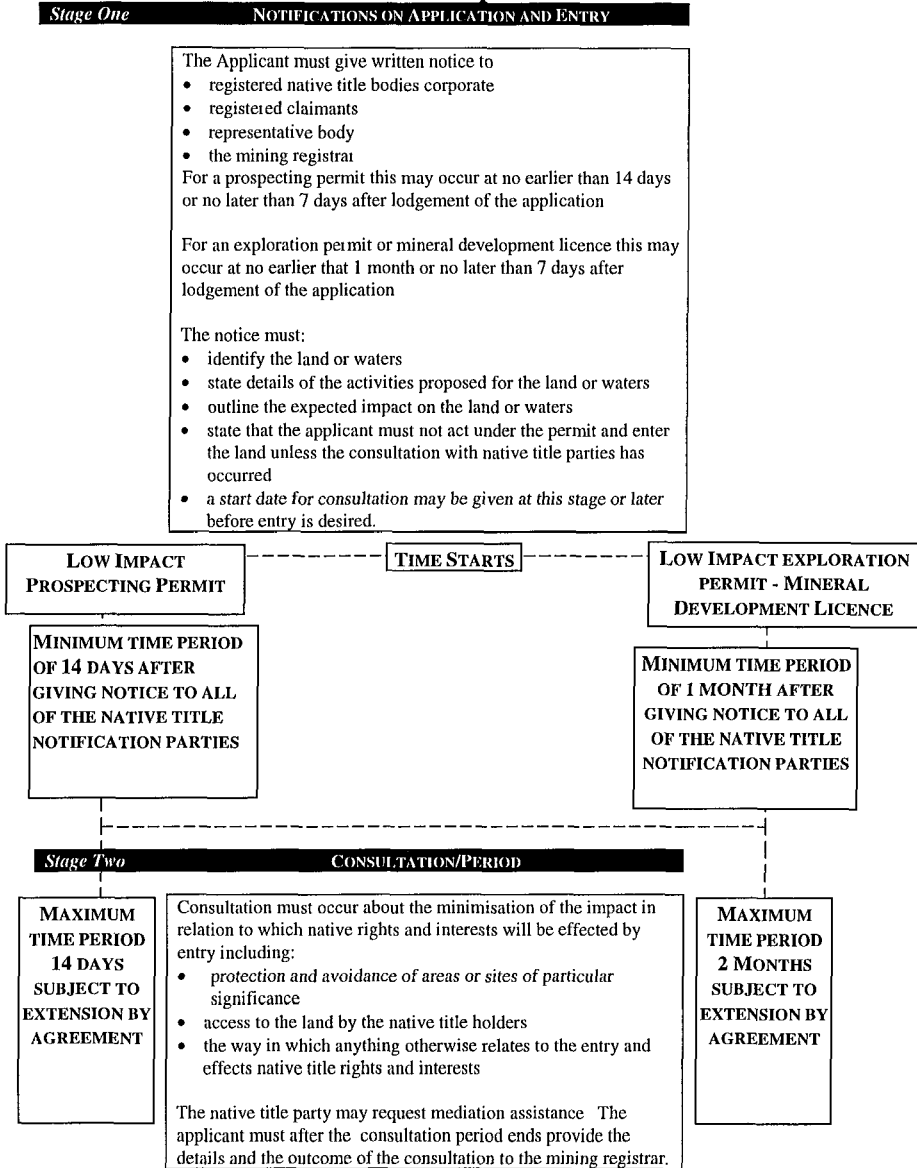 Stage One NOTIFICATIONS ON APPLICATION AND ENTRY
The Applicant must give written notice to
• registered native title bodies corporate
• registered claimants
• representative body
• the mining registrar
For a prospecting permit this may occur at no earlier than 14 days
or no later than 7 days after lodgement of the application
For an exploration permit or mineral development licence this may
occur at no earlier that 1 month or no later than 7 days after
lodgement of the application
The notice must:
• identify the land or waters
• state details of the activities proposed for the land or waters
• outline the expected impact on the land or waters
• state that the applicant must not act under the permit and enter
the land unless the consultation with native title parties has
occurred
• a start date for consultation may be given at this stage or later
before entry is desired.
LOW IMPACT
PROSPECTING PERMIT
TIME STARTS
LOW IMPACT EXPLORATION
PERMIT - MINERAL
DEVELOPMENT LICENCE
MINIMUM TIME PERIOD
OF 14 DAYS AFTER
GIVING NOTICE TO ALL
OF THE NATIVE TITLE
NOTIFICATION PARTIES
MINIMUM TIME PERIOD
OF 1 MONTH AFTER
GIVING NOTICE TO ALL
OF THE NATIVE TITLE
NOTIFICATION PARTIES
Stage Two CONSULTATION/PERIOD
MAXIMUM
TIME PERIOD
14 DAYS
SUBJECT TO
EXTENSION BY
AGREEMENT
Consultation must occur about the minimisation of the impact in
relation to which native rights and interests will be effected by
entry including:
• protection and avoidance of areas or sites of particular
significance
• access to the land by the native title holders
• the way in which anything otherwise relates to the entry and
effects native title rights and interests
The native title party may request mediation assistance The
applicant must after the consultation period ends provide the
details and the outcome of the consultation to the mining registrar.
MAXIMUM
TIME PERIOD
2 MONTHS
SUBJECT TO
EXTENSION BY
AGREEMENT